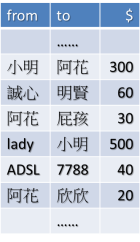 from to $
......
小明 阿花 300
誠心 明賢 60
阿花 屁孩 30
lady 小明 500
ADSL 7788 40
阿花 欣欣 20
......